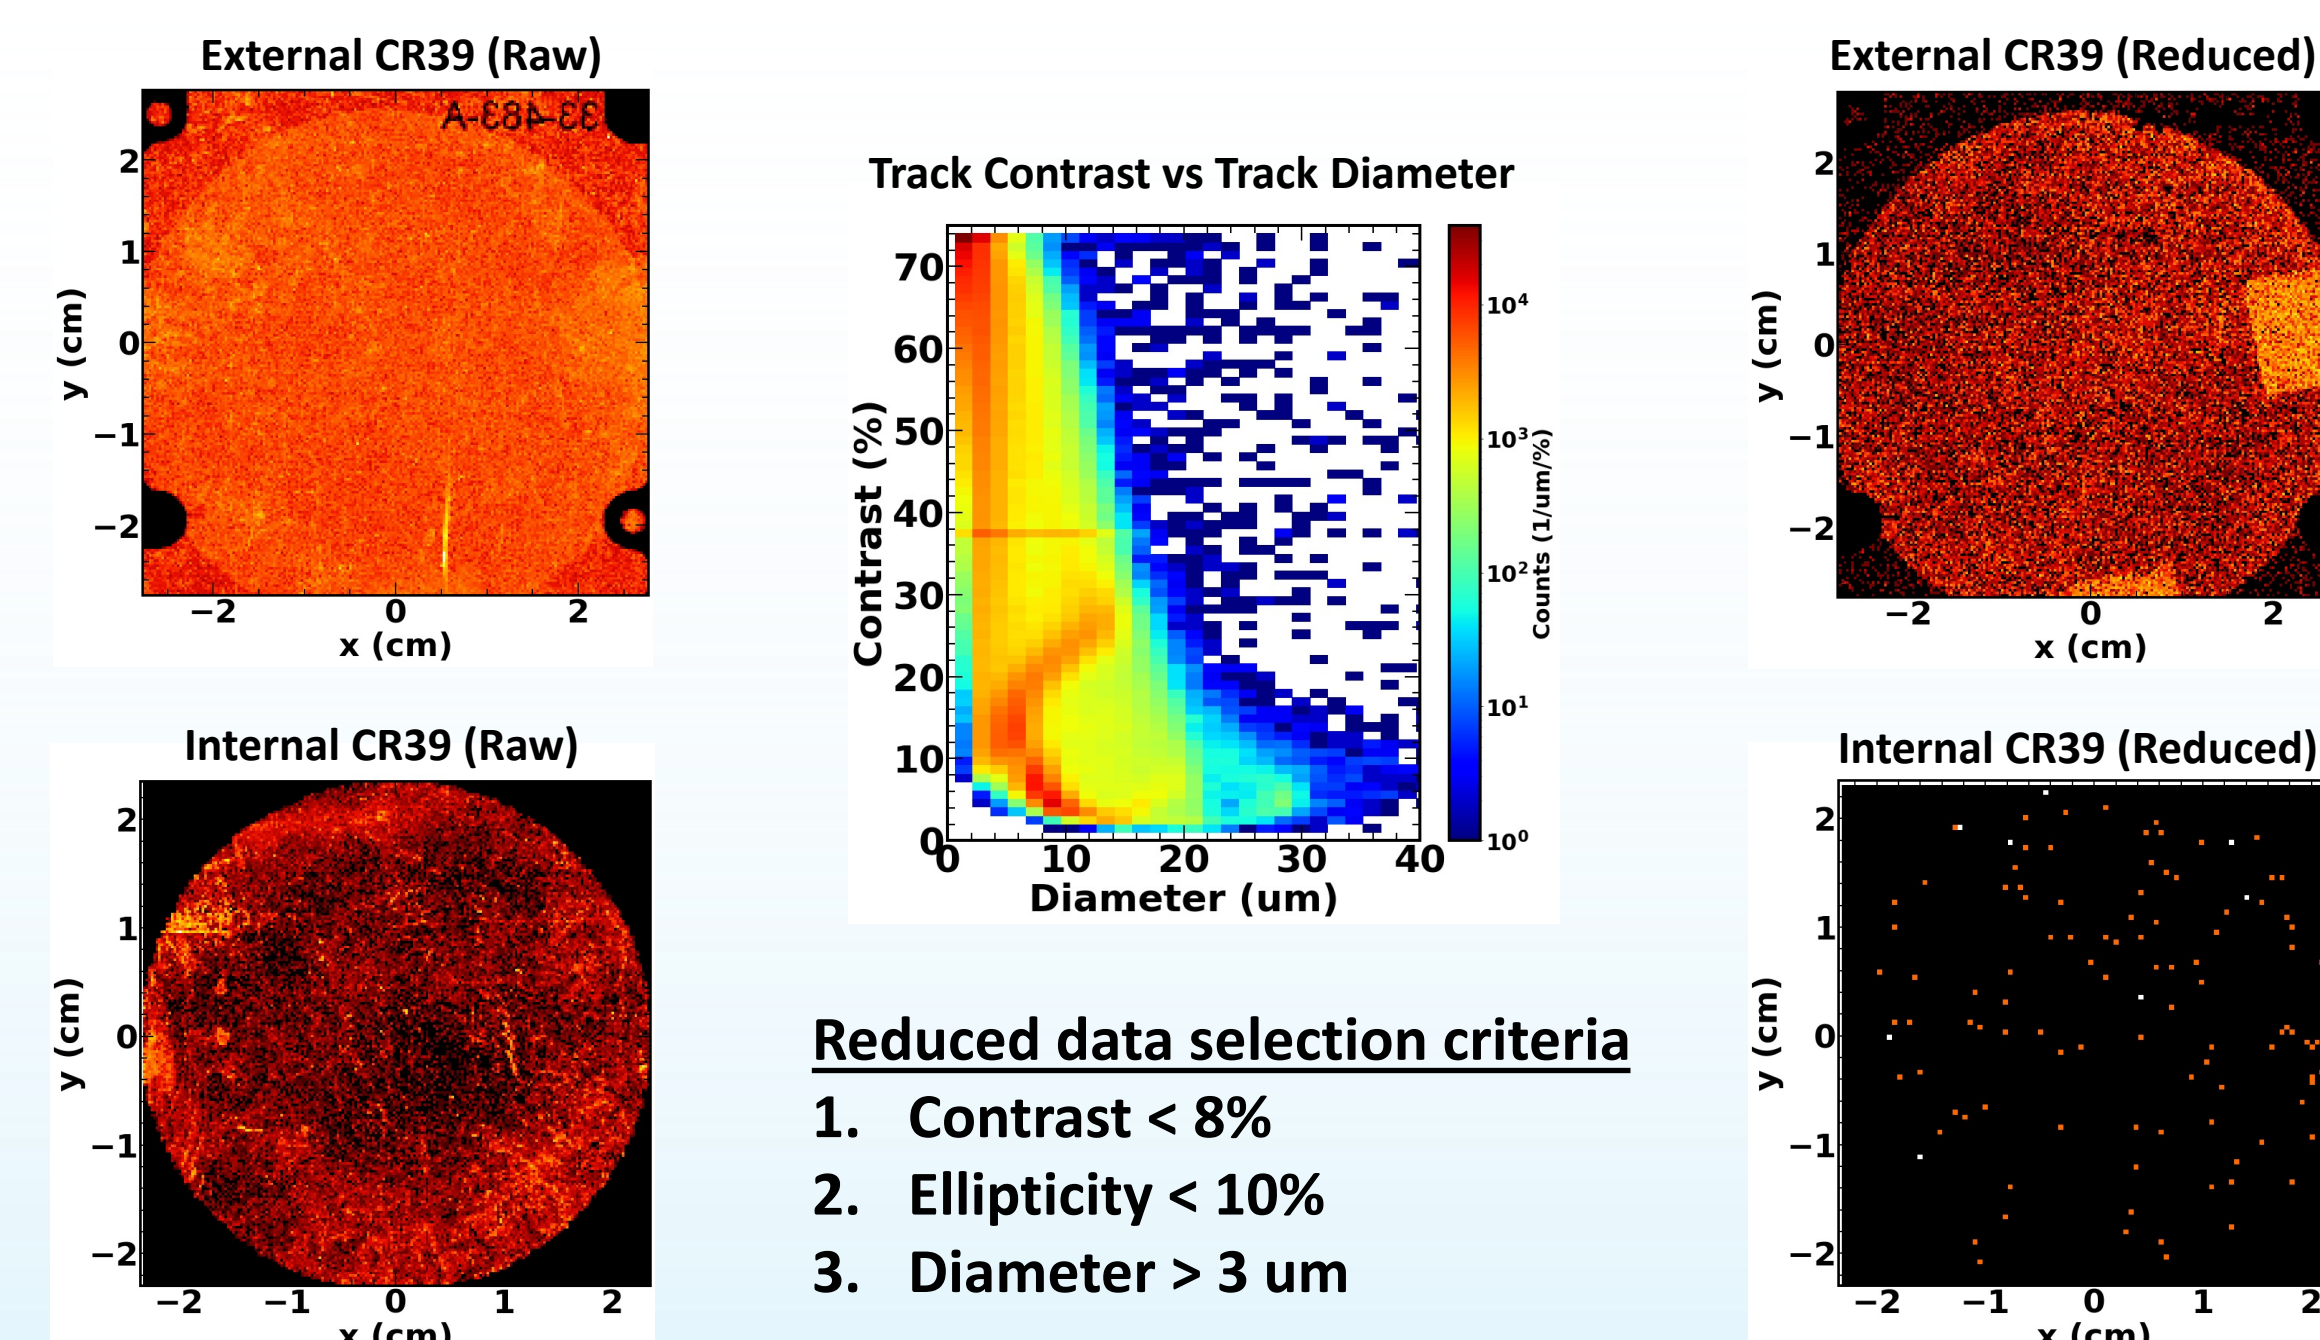 External CR39 (Raw)
33-483-A
2
1
0
−1
−2
y (cm)
−2 0 2
x (cm)
Internal CR39 (Raw)
2
1
0
−1
−2
y (cm)
−2 −1 0 1 2
x (cm)
Track Contrast vs Track Diameter
70
60
50
40
30
20
10
0
Contrast (%)
0 10 20 30 40
Diameter (um)
10⁴
10³
10²
10¹
10⁰
Counts (1/um/%)
Reduced data selection criteria
1. Contrast < 8%
2. Ellipticity < 10%
3. Diameter > 3 um
External CR39 (Reduced)
2
1
0
−1
−2
y (cm)
−2 0 2
x (cm)
Internal CR39 (Reduced)
2
1
0
−1
−2
y (cm)
−2 −1 0 1 2
x (cm)